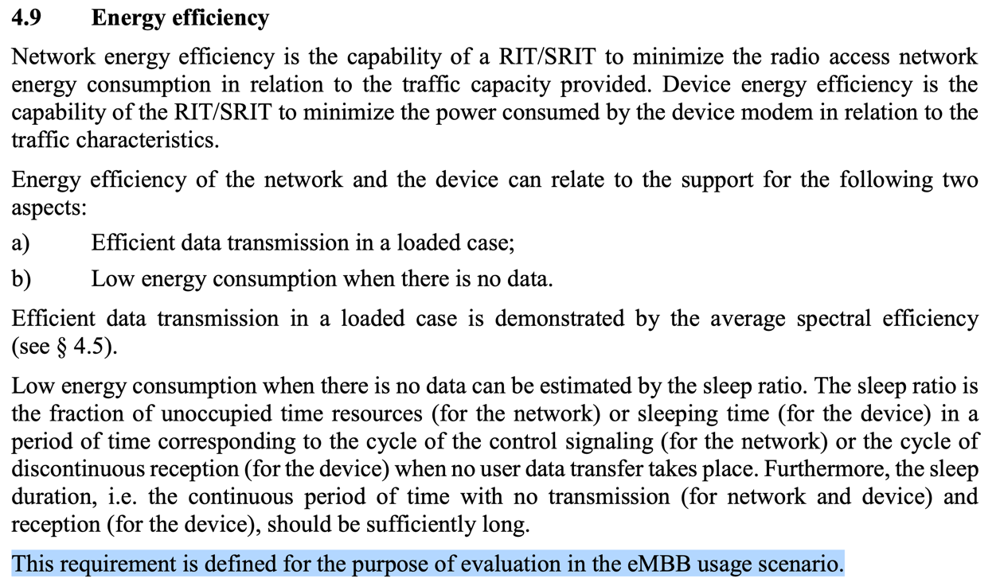 4.9 Energy efficiency
Network energy efficiency is the capability of a RIT/SRIT to minimize the radio access network
energy consumption in relation to the traffic capacity provided. Device energy efficiency is the
capability of the RIT/SRIT to minimize the power consumed by the device modem in relation to the
traffic characteristics.
Energy efficiency of the network and the device can relate to the support for the following two
aspects:
a) Efficient data transmission in a loaded case;
b) Low energy consumption when there is no data.
Efficient data transmission in a loaded case is demonstrated by the average spectral efficiency
(see § 4.5).
Low energy consumption when there is no data can be estimated by the sleep ratio. The sleep ratio is
the fraction of unoccupied time resources (for the network) or sleeping time (for the device) in a
period of time corresponding to the cycle of the control signaling (for the network) or the cycle of
discontinuous reception (for the device) when no user data transfer takes place. Furthermore, the sleep
duration, i.e. the continuous period of time with no transmission (for network and device) and
reception (for the device), should be sufficiently long.
This requirement is defined for the purpose of evaluation in the eMBB usage scenario.